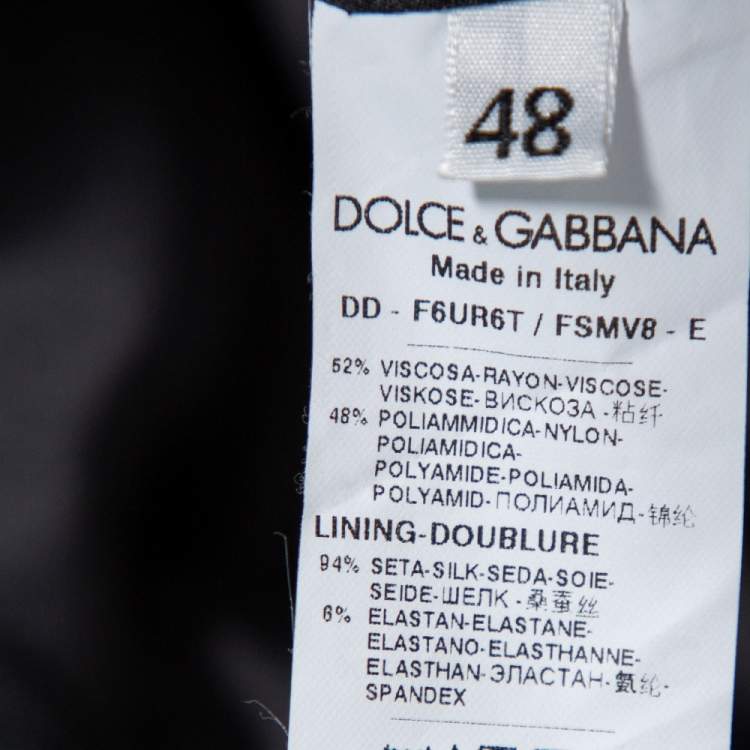 48
DOLCE & GABBANA
Made in Italy
DD - F6UR6T / FSMV8 - E
52% VISCOSA-RAYON-VISCOSE-
VISKOSE-ВИСКОЗА-粘纤
48% POLIAMMIDICA-NYLON-
POLIAMIDICA-
POLYAMIDE-POLIAMIDA-
POLYAMID-ПОЛИАМИД-锦纶
LINING-DOUBLURE
94% SETA-SILK-SEDA-SOIE-
SEIDE-ШЕЛК-桑蚕丝
6% ELASTAN-ELASTANE-
ELASTANO-ELASTHANNE-
ELASTHAN-ЭЛАСТАН-氨纶-
SPANDEX